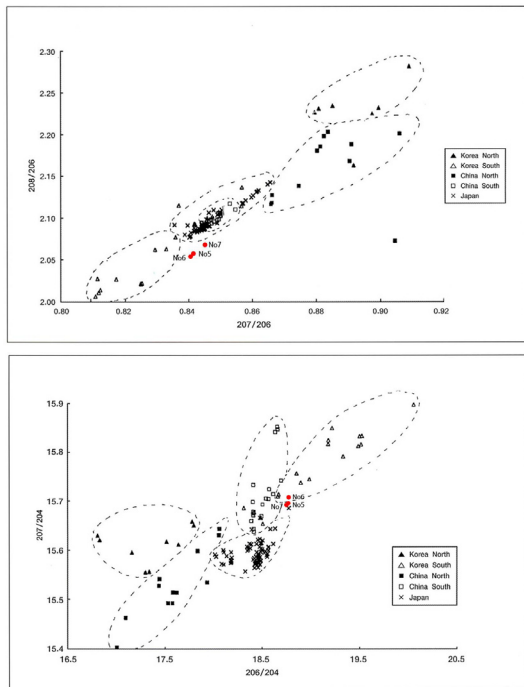 2.30
2.25
2.20
2.15
2.10
2.05
2.00
208/206
0.80
0.82
0.84
0.86
0.88
0.90
0.92
207/206
No7
No6
No5
Korea North
Korea South
China North
China South
Japan
15.9
15.8
15.7
15.6
15.5
15.4
207/204
16.5
17.5
18.5
19.5
20.5
206/204
No6
No7
No5
Korea North
Korea South
China North
China South
Japan